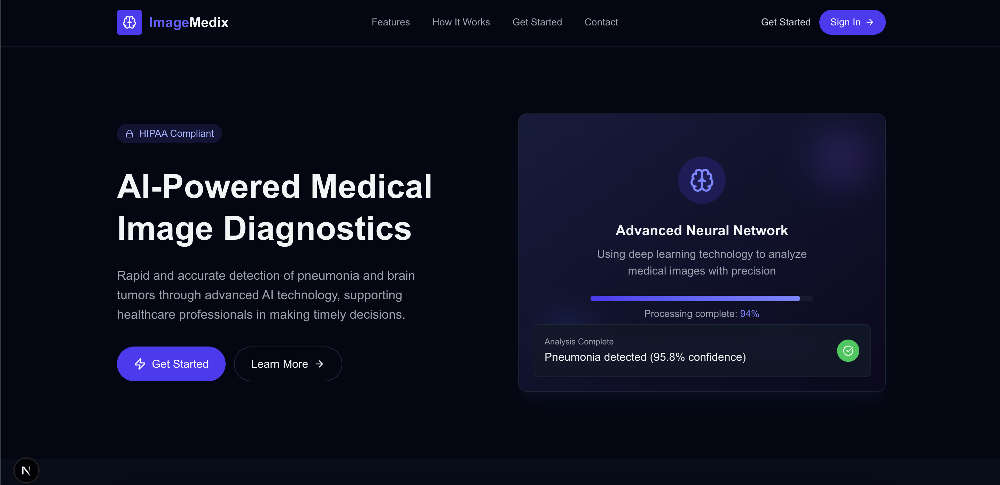 ImageMedix
Features
How It Works
Get Started
Contact
Get Started
Sign In
HIPAA Compliant
AI-Powered Medical
Image Diagnostics
Rapid and accurate detection of pneumonia and brain
tumors through advanced AI technology, supporting
healthcare professionals in making timely decisions.
Get Started
Learn More
Advanced Neural Network
Using deep learning technology to analyze
medical images with precision
Processing complete: 94%
Analysis Complete
Pneumonia detected (95.8% confidence)
N